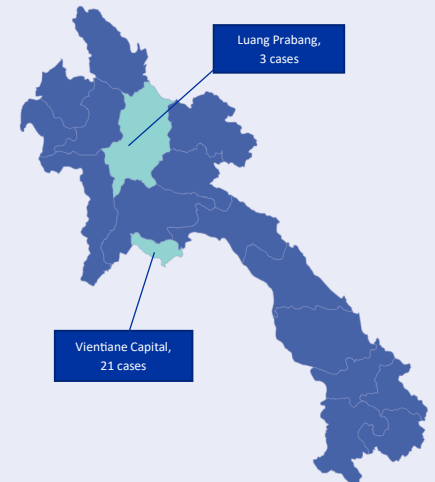 Luang Prabang,
3 cases
Vientiane Capital,
21 cases